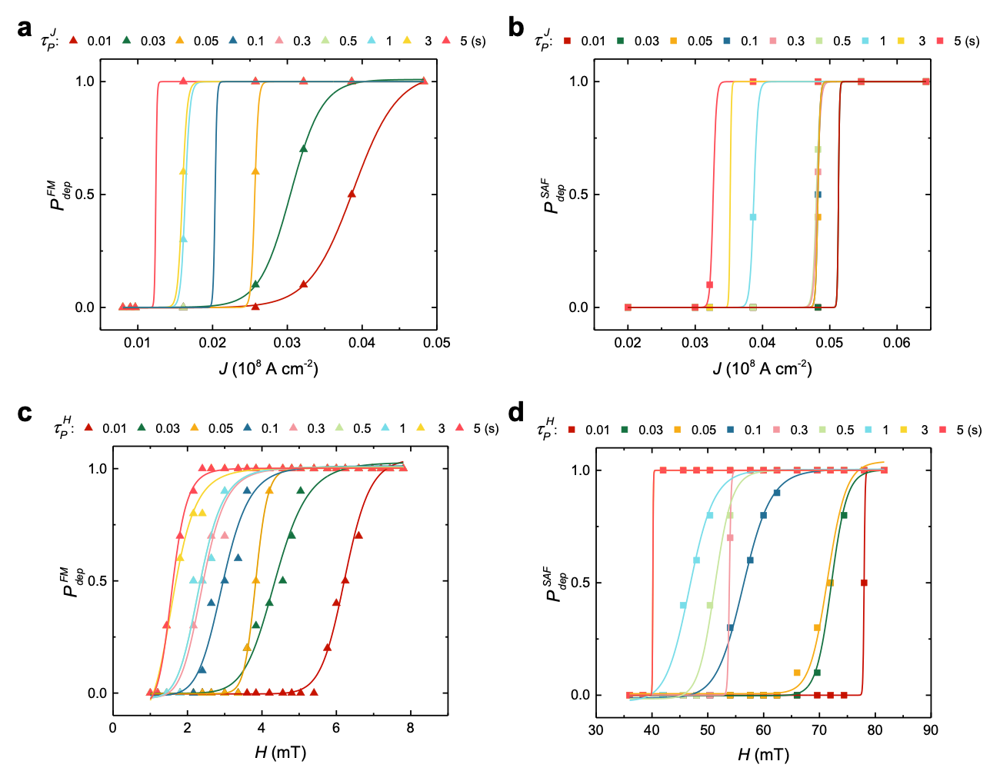 a
τ_P^J: 0.01 0.03 0.05 0.1 0.3 0.5 1 3 5 (s)
P_dep^FM
1.0
0.5
0.0
0.01 0.02 0.03 0.04 0.05
J (10⁸ A cm⁻²)
b
τ_P^J: 0.01 0.03 0.05 0.1 0.3 0.5 1 3 5 (s)
P_dep^SAF
1.0
0.5
0.0
0.02 0.03 0.04 0.05 0.06
J (10⁸ A cm⁻²)
c
τ_P^H: 0.01 0.03 0.05 0.1 0.3 0.5 1 3 5 (s)
P_dep^FM
1.0
0.5
0.0
0 2 4 6 8
H (mT)
d
τ_P^H: 0.01 0.03 0.05 0.1 0.3 0.5 1 3 5 (s)
P_dep^SAF
1.0
0.5
0.0
30 40 50 60 70 80 90
H (mT)